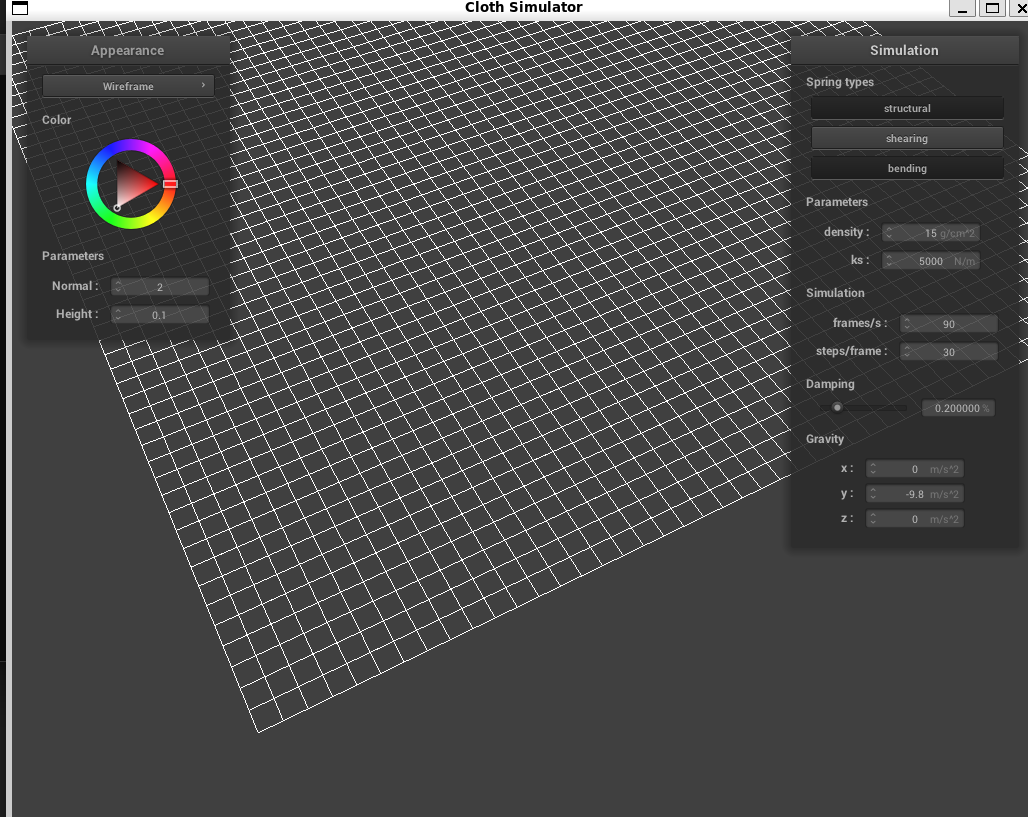 Cloth Simulator
Appearance
Wireframe
Color
Parameters
Normal : 2
Height : 0.1
Simulation
Spring types
structural
shearing
bending
Parameters
density : 15 g/cm^2
ks : 5000 N/m
Simulation
frames/s : 90
steps/frame : 30
Damping
0.200000 %
Gravity
x : 0 m/s^2
y : -9.8 m/s^2
z : 0 m/s^2